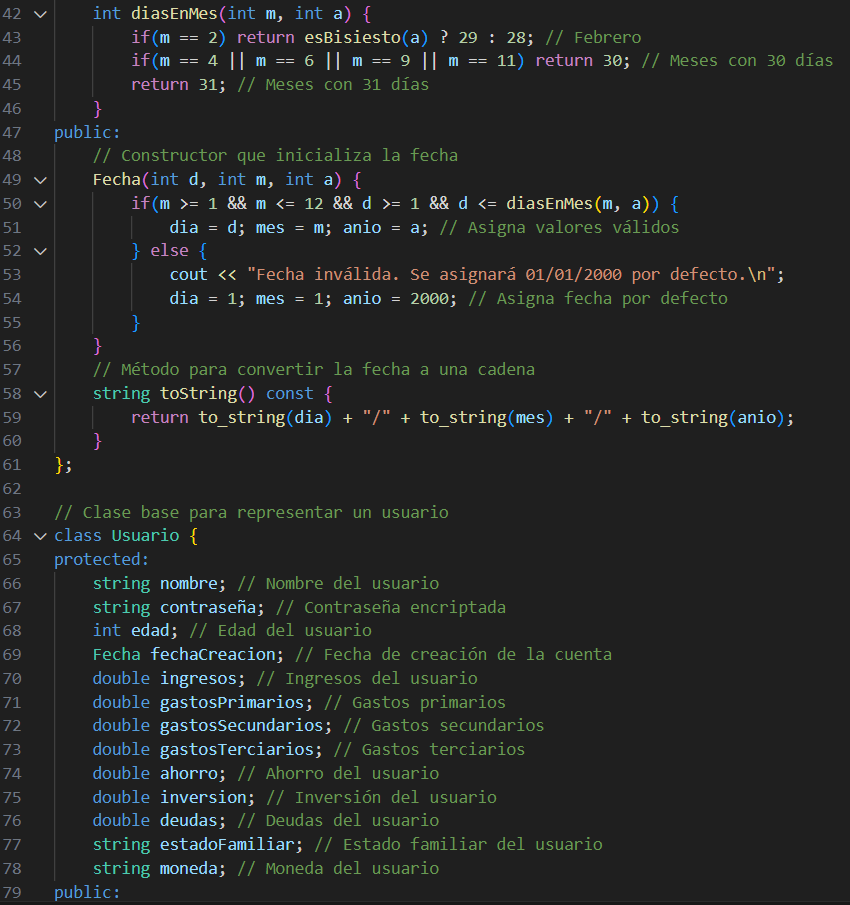 42 int diasEnMes(int m, int a) {
43 if(m == 2) return esBisiesto(a) ? 29 : 28; // Febrero
44 if(m == 4 || m == 6 || m == 9 || m == 11) return 30; // Meses con 30 días
45 return 31; // Meses con 31 días
46 }
47 public:
48 // Constructor que inicializa la fecha
49 Fecha(int d, int m, int a) {
50 if(m >= 1 && m <= 12 && d >= 1 && d <= diasEnMes(m, a)) {
51 dia = d; mes = m; anio = a; // Asigna valores válidos
52 } else {
53 cout << "Fecha inválida. Se asignará 01/01/2000 por defecto.\n";
54 dia = 1; mes = 1; anio = 2000; // Asigna fecha por defecto
55 }
56 }
57 // Método para convertir la fecha a una cadena
58 string toString() const {
59 return to_string(dia) + "/" + to_string(mes) + "/" + to_string(anio);
60 }
61 };
62
63 // Clase base para representar un usuario
64 class Usuario {
65 protected:
66 string nombre; // Nombre del usuario
67 string contraseña; // Contraseña encriptada
68 int edad; // Edad del usuario
69 Fecha fechaCreacion; // Fecha de creación de la cuenta
70 double ingresos; // Ingresos del usuario
71 double gastosPrimarios; // Gastos primarios
72 double gastosSecundarios; // Gastos secundarios
73 double gastosTerciarios; // Gastos terciarios
74 double ahorro; // Ahorro del usuario
75 double inversion; // Inversión del usuario
76 double deudas; // Deudas del usuario
77 string estadoFamiliar; // Estado familiar del usuario
78 string moneda; // Moneda del usuario
79 public: